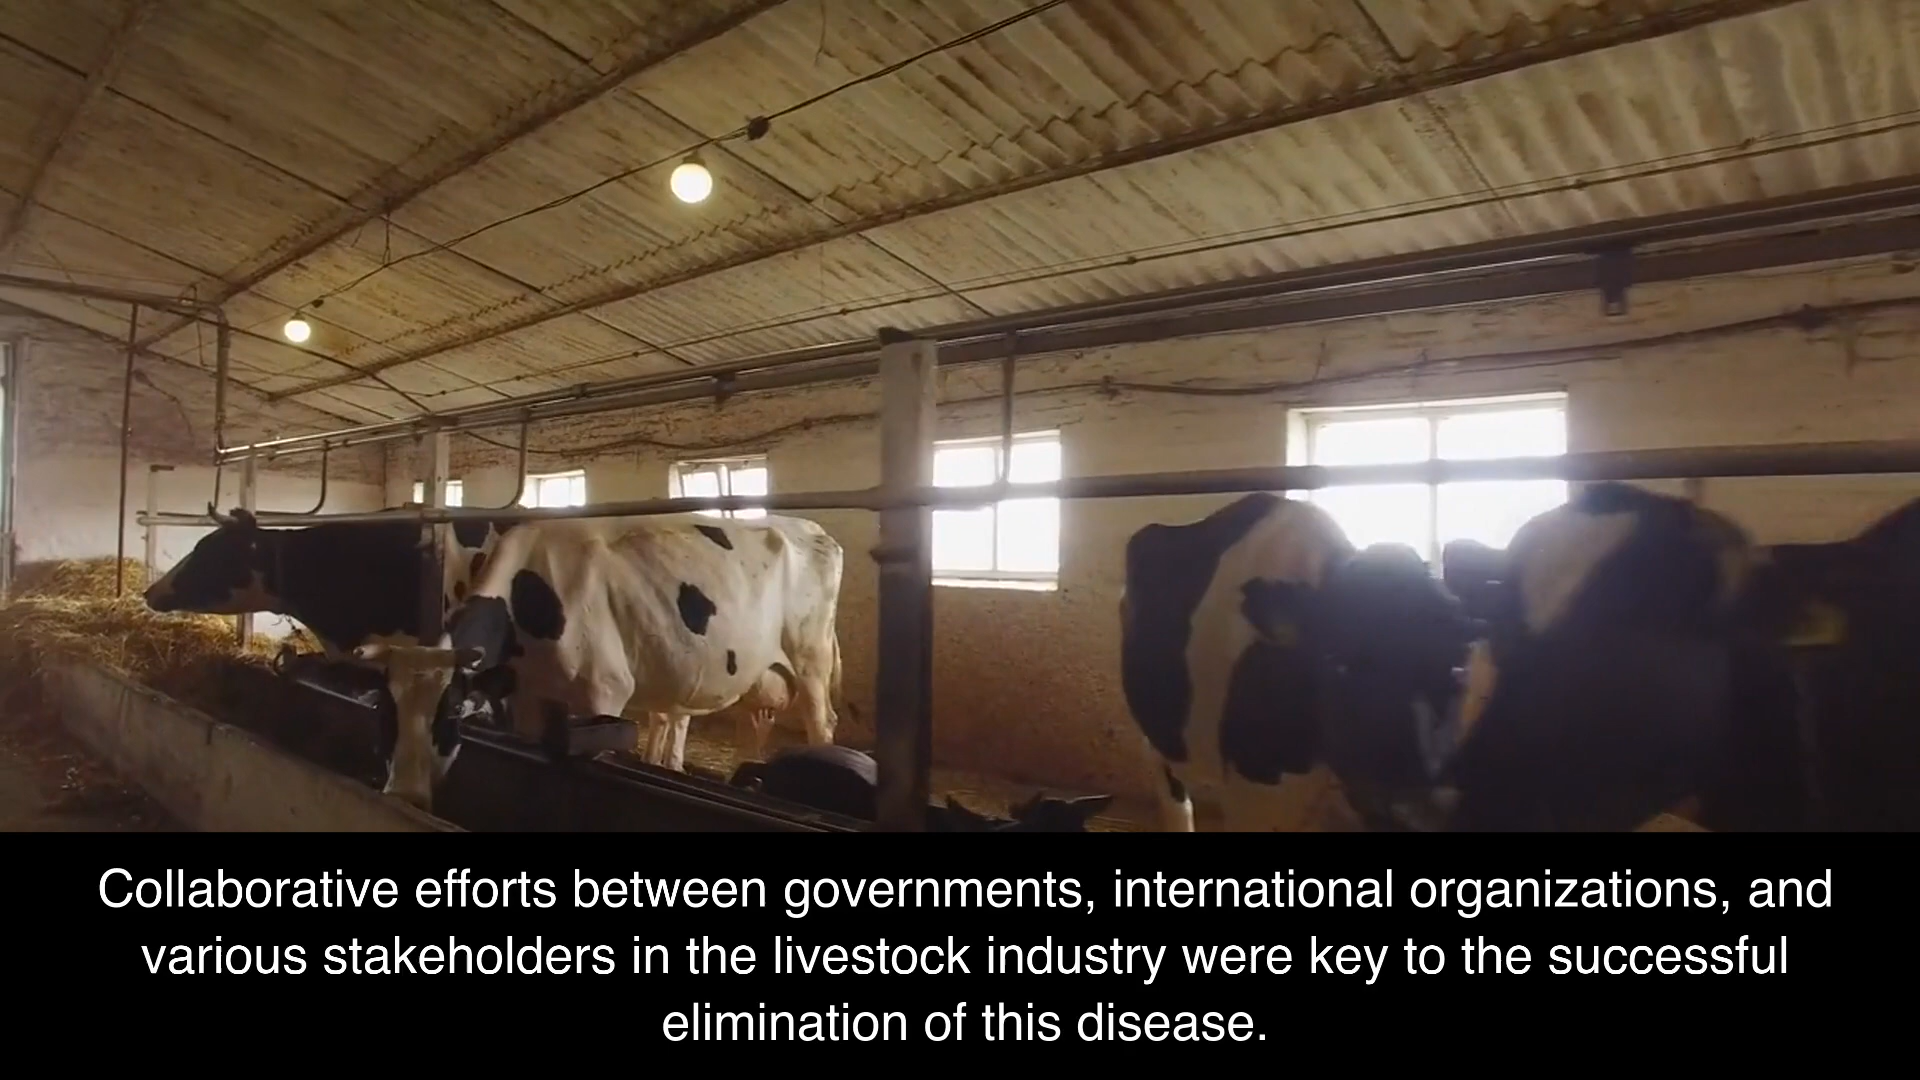 Collaborative efforts between governments, international organizations, and
various stakeholders in the livestock industry were key to the successful
elimination of this disease.